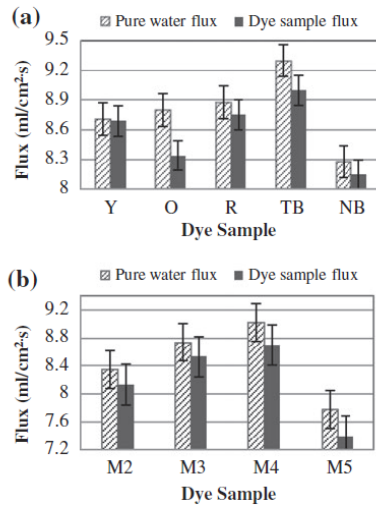 (a)
Pure water flux Dye sample flux
9.5
9.2
8.9
8.6
8.3
8
Flux (ml/cm²·s)
Y O R TB NB
Dye Sample
(b)
Pure water flux Dye sample flux
9.2
8.8
8.4
8
7.6
7.2
Flux (ml/cm²·s)
M2 M3 M4 M5
Dye Sample